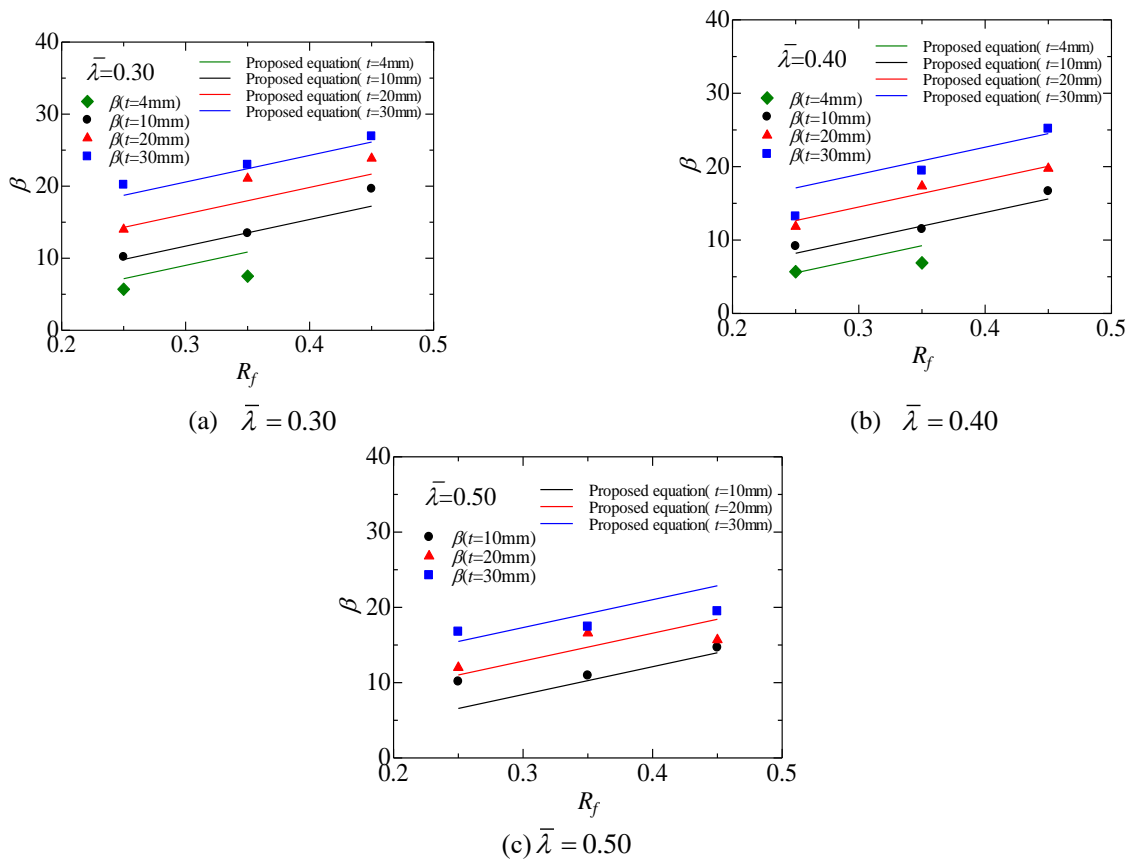 40
30
20
10
0
β
λ̄=0.30
β(t=4mm)
β(t=10mm)
β(t=20mm)
β(t=30mm)
Proposed equation( t=4mm)
Proposed equation( t=10mm)
Proposed equation( t=20mm)
Proposed equation( t=30mm)
0.2 0.3 0.4 0.5
R_f
(a) λ̄ = 0.30
40
30
20
10
0
β
λ̄=0.40
β(t=4mm)
β(t=10mm)
β(t=20mm)
β(t=30mm)
Proposed equation( t=4mm)
Proposed equation( t=10mm)
Proposed equation( t=20mm)
Proposed equation( t=30mm)
0.2 0.3 0.4 0.5
R_f
(b) λ̄ = 0.40
40
30
20
10
0
β
λ̄=0.50
β(t=10mm)
β(t=20mm)
β(t=30mm)
Proposed equation( t=10mm)
Proposed equation( t=20mm)
Proposed equation( t=30mm)
0.2 0.3 0.4 0.5
R_f
(c) λ̄ = 0.50